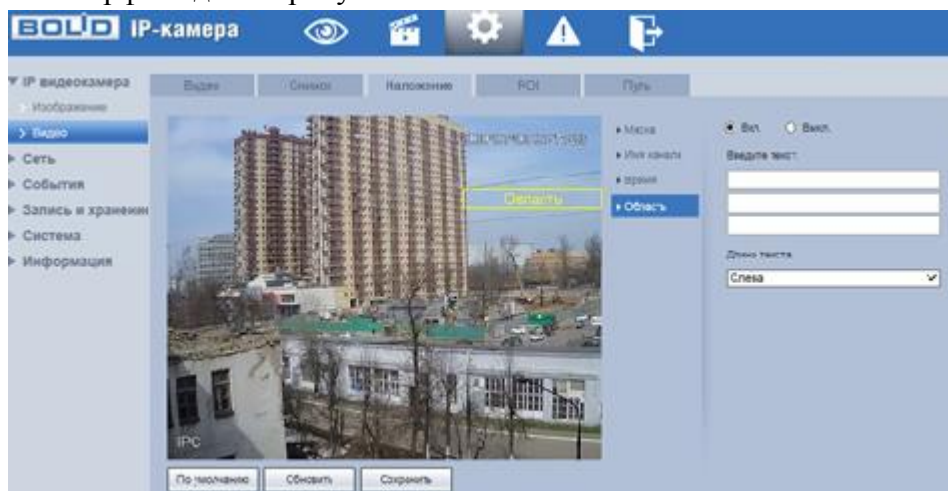 BOLID IP-камера
IP видеокамера
Изображение
Видео
Сеть
События
Запись и хранени
Система
Информация
Видео
Снимок
Наложение
ROI
Путь
Область
IPC
По умолчанию
Обновить
Сохранить
Маска
Имя канала
Время
Область
Вкл.
Выкл.
Введите текст:
Слева